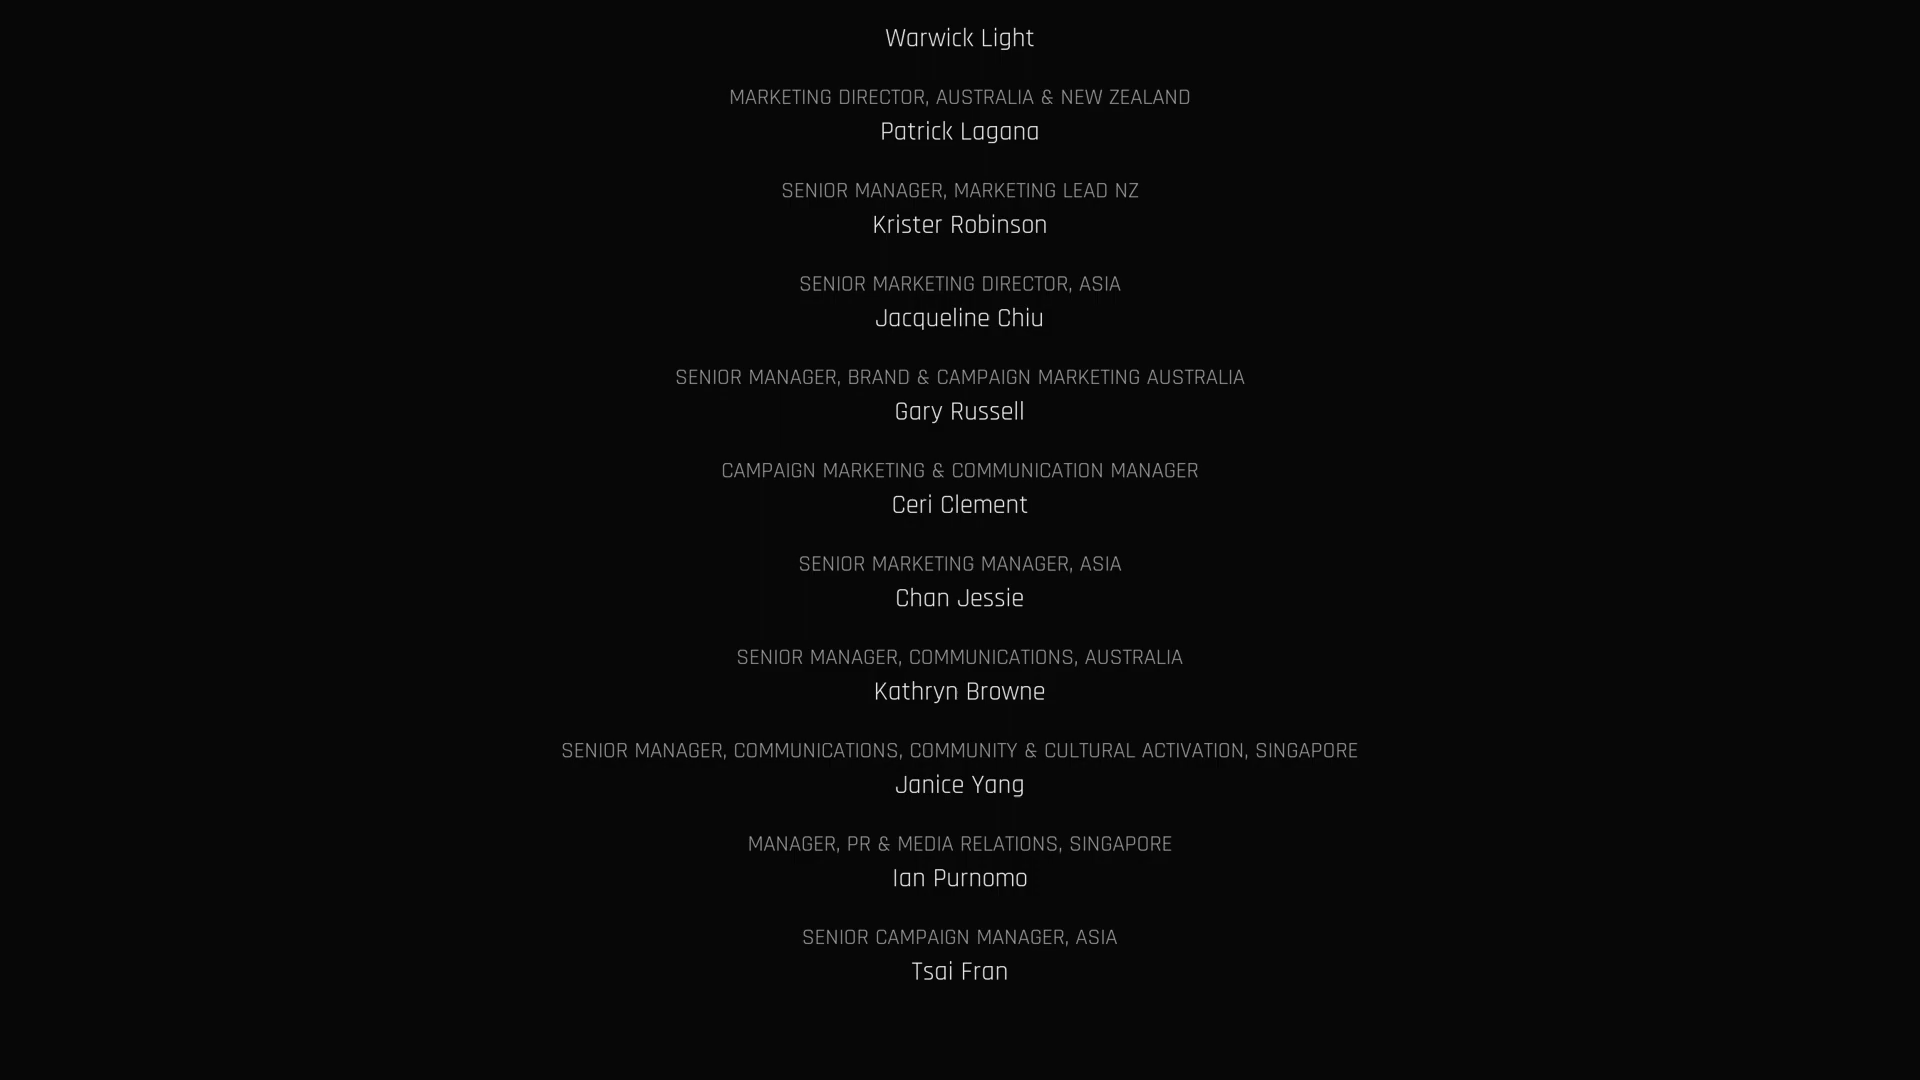 Warwick Light
MARKETING DIRECTOR, AUSTRALIA & NEW ZEALAND
Patrick Lagana
SENIOR MANAGER, MARKETING LEAD NZ
Krister Robinson
SENIOR MARKETING DIRECTOR, ASIA
Jacqueline Chiu
SENIOR MANAGER, BRAND & CAMPAIGN MARKETING AUSTRALIA
Gary Russell
CAMPAIGN MARKETING & COMMUNICATION MANAGER
Ceri Clement
SENIOR MARKETING MANAGER, ASIA
Chan Jessie
SENIOR MANAGER, COMMUNICATIONS, AUSTRALIA
Kathryn Browne
SENIOR MANAGER, COMMUNICATIONS, COMMUNITY & CULTURAL ACTIVATION, SINGAPORE
Janice Yang
MANAGER, PR & MEDIA RELATIONS, SINGAPORE
Ian Purnomo
SENIOR CAMPAIGN MANAGER, ASIA
Tsai Fran